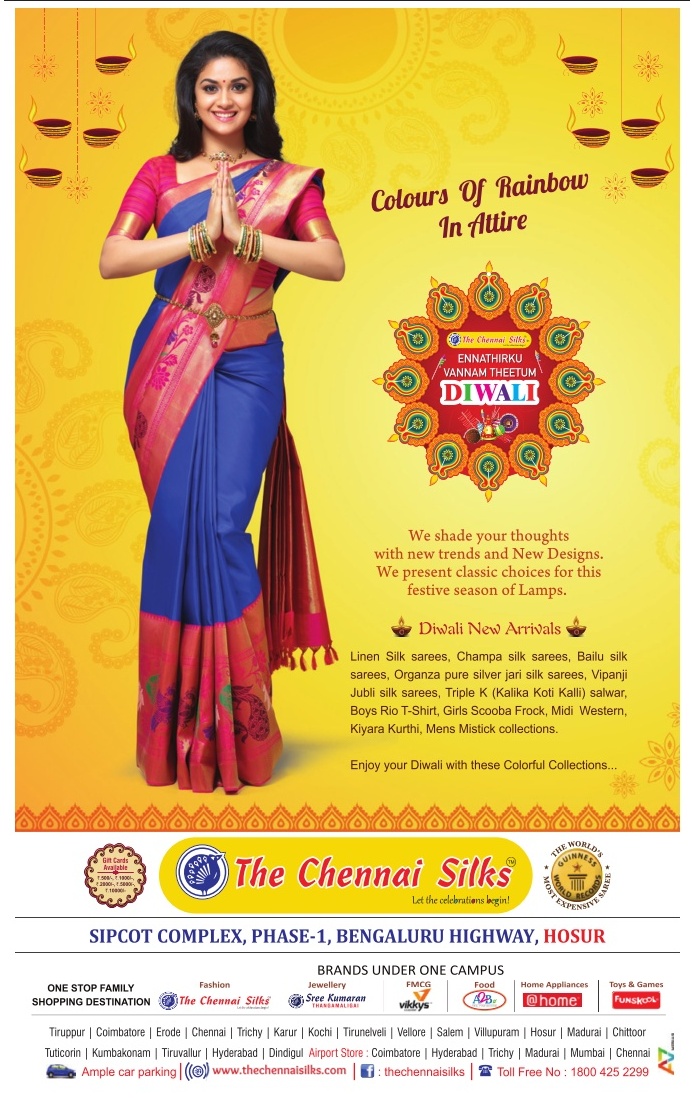 Colours Of Rainbow
In Attire
The Chennai Silks
ENNATHIRKU
VANNAM THEETUM
DIWALI
We shade your thoughts
with new trends and New Designs.
We present classic choices for this
festive season of Lamps.
Diwali New Arrivals
Linen Silk sarees, Champa silk sarees, Bailu silk
sarees, Organza pure silver jari silk sarees, Vipanji
Jubli silk sarees, Triple K (Kalika Koti Kalli) salwar,
Boys Rio T-Shirt, Girls Scooba Frock, Midi Western,
Kiyara Kurthi, Mens Mistick collections.
Enjoy your Diwali with these Colorful Collections...
Gift Cards
Available
₹ 500/-, ₹ 1000/-,
₹ 2000/-, ₹ 5000/-,
₹ 10000/-
The Chennai Silks TM
Let the celebrations begin!
THE WORLD'S
GUINNESS
WORLD RECORDS
MOST EXPENSIVE SAREE
SIPCOT COMPLEX, PHASE-1, BENGALURU HIGHWAY, HOSUR
BRANDS UNDER ONE CAMPUS
ONE STOP FAMILY
SHOPPING DESTINATION
Fashion
The Chennai Silks
Jewellery
Sree Kumaran
THANGAMALIGAI
FMCG
vikkys
Food
A2B
Home Appliances
@home
Toys & Games
FUNSKOOL
Tiruppur | Coimbatore | Erode | Chennai | Trichy | Karur | Kochi | Tirunelveli | Vellore | Salem | Villupuram | Hosur | Madurai | Chittoor
Tuticorin | Kumbakonam | Tiruvallur | Hyderabad | Dindigul Airport Store : Coimbatore | Hyderabad | Trichy | Madurai | Mumbai | Chennai
Ample car parking | www.thechennaisilks.com | f : thechennaisilks | Toll Free No : 1800 425 2299